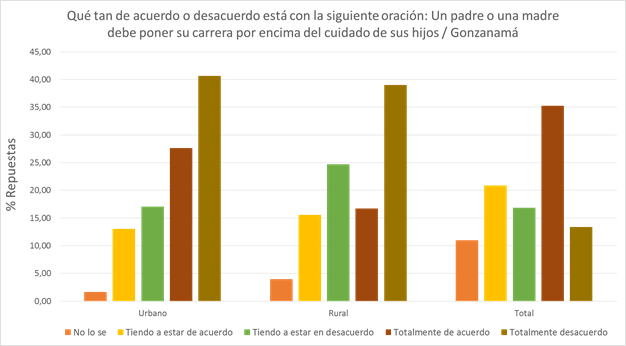 Qué tan de acuerdo o desacuerdo está con la siguiente oración: Un padre o una madre
debe poner su carrera por encima del cuidado de sus hijos / Gonzanamá
% Repuestas
45,00
40,00
35,00
30,00
25,00
20,00
15,00
10,00
5,00
0,00
Urbano Rural Total
No lo se Tiendo a estar de acuerdo Tiendo a estar en desacuerdo Totalmente de acuerdo Totalmente desacuerdo